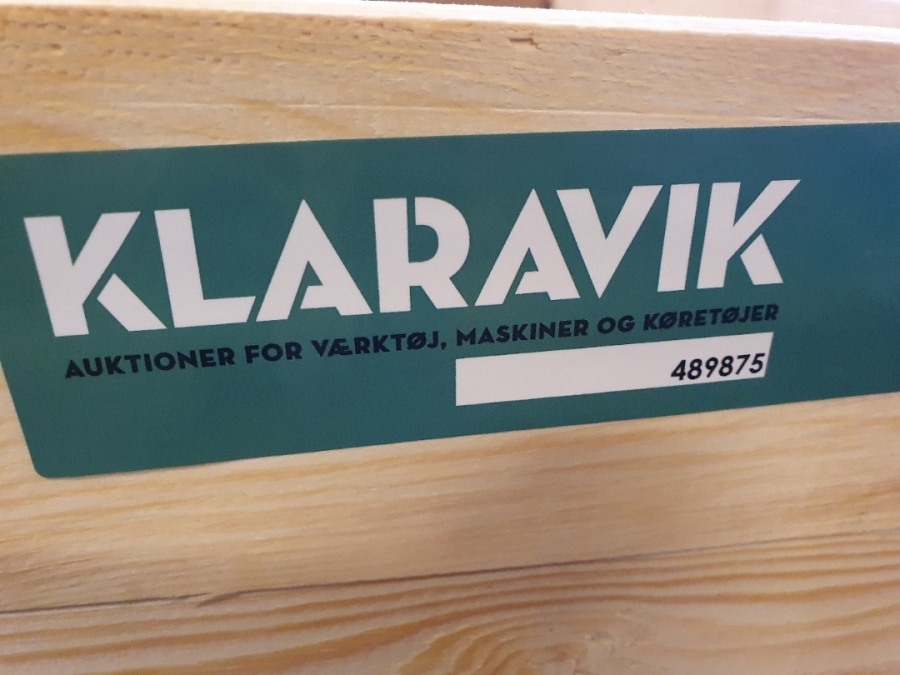 KLARAVIK
AUKTIONER FOR VÆRKTØJ, MASKINER OG KØRETØJER
489875